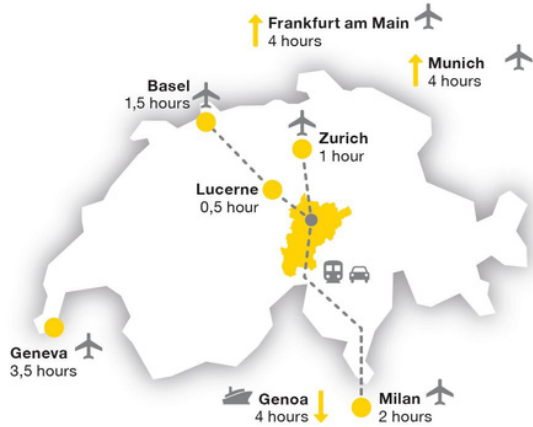 Frankfurt am Main
4 hours
Munich
4 hours
Basel
1,5 hours
Zurich
1 hour
Lucerne
0,5 hour
Geneva
3,5 hours
Genoa
4 hours
Milan
2 hours